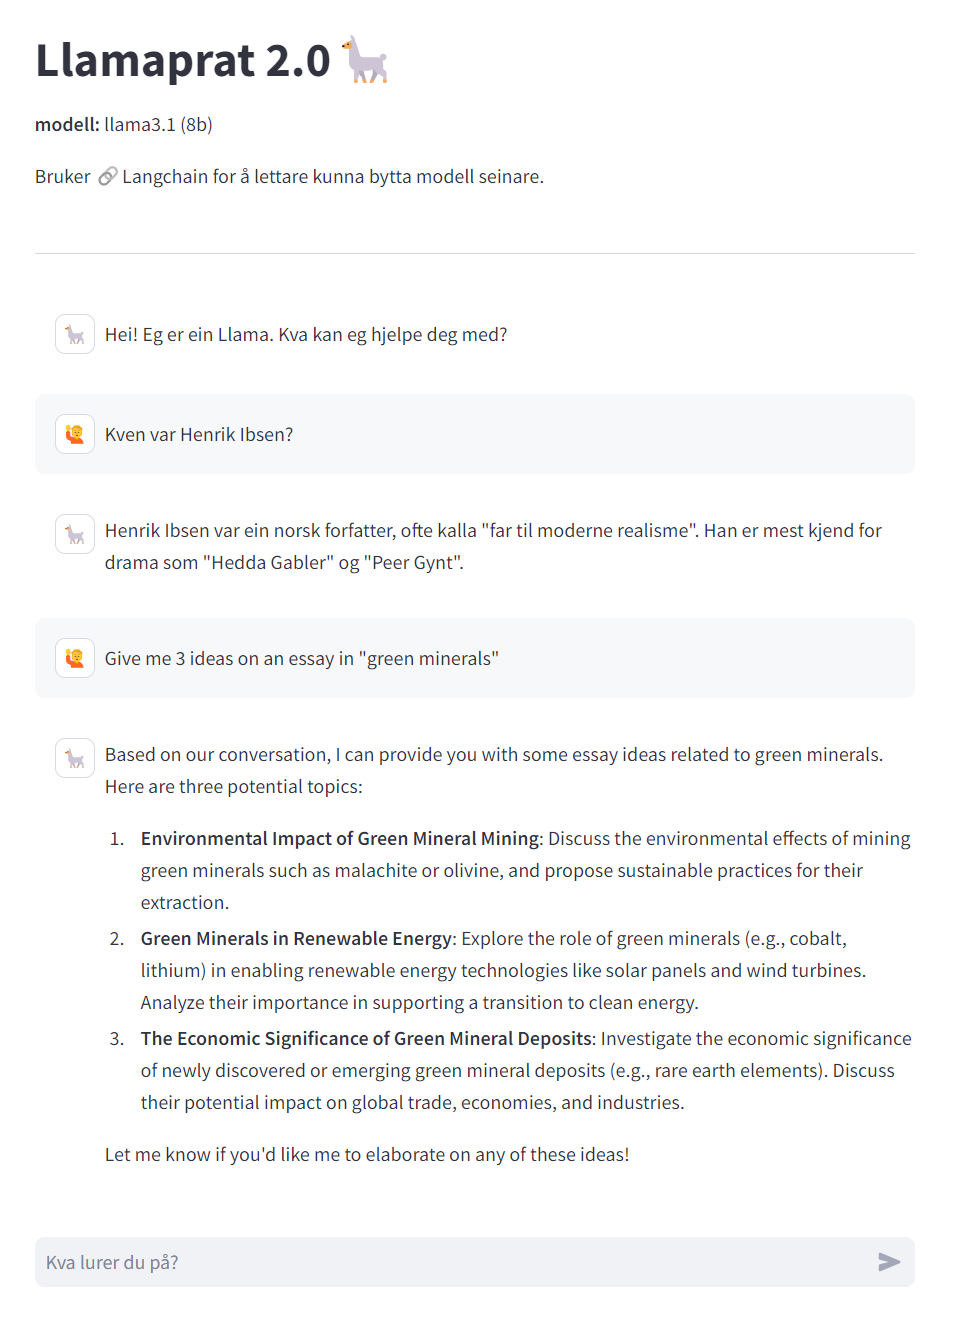 Llamaprat 2.0
modell: llama3.1 (8b)
Bruker Langchain for å lettare kunna bytta modell seinare.
Hei! Eg er ein Llama. Kva kan eg hjelpe deg med?
Kven var Henrik Ibsen?
Henrik Ibsen var ein norsk forfatter, ofte kalla "far til moderne realisme". Han er mest kjend for
drama som "Hedda Gabler" og "Peer Gynt".
Give me 3 ideas on an essay in "green minerals"
Based on our conversation, I can provide you with some essay ideas related to green minerals.
Here are three potential topics:
1. Environmental Impact of Green Mineral Mining: Discuss the environmental effects of mining
green minerals such as malachite or olivine, and propose sustainable practices for their
extraction.
2. Green Minerals in Renewable Energy: Explore the role of green minerals (e.g., cobalt,
lithium) in enabling renewable energy technologies like solar panels and wind turbines.
Analyze their importance in supporting a transition to clean energy.
3. The Economic Significance of Green Mineral Deposits: Investigate the economic significance
of newly discovered or emerging green mineral deposits (e.g., rare earth elements). Discuss
their potential impact on global trade, economies, and industries.
Let me know if you'd like me to elaborate on any of these ideas!
Kva lurer du på?